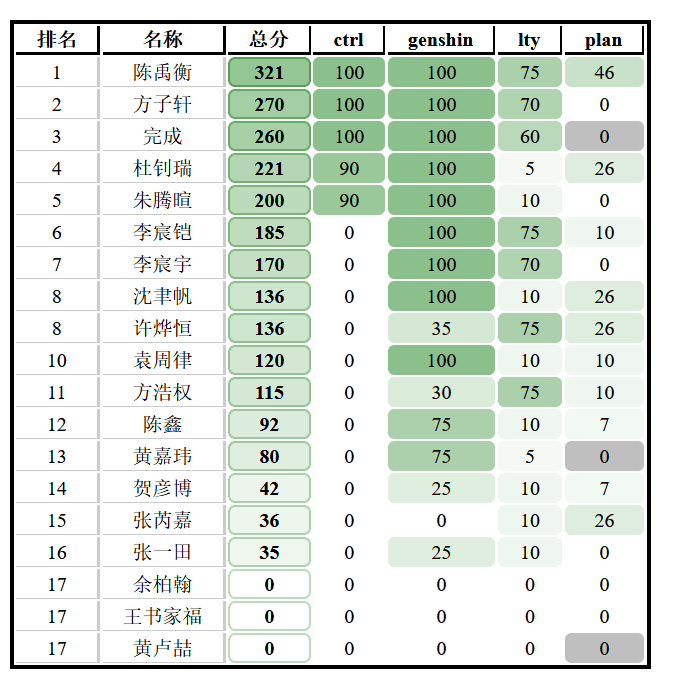 排名 名称 总分 ctrl genshin lty plan
1 陈禹衡 321 100 100 75 46
2 方子轩 270 100 100 70 0
3 完成 260 100 100 60 0
4 杜钊瑞 221 90 100 5 26
5 朱腾暄 200 90 100 10 0
6 李宸铠 185 0 100 75 10
7 李宸宇 170 0 100 70 0
8 沈聿帆 136 0 100 10 26
8 许烨恒 136 0 35 75 26
10 袁周律 120 0 100 10 10
11 方浩权 115 0 30 75 10
12 陈鑫 92 0 75 10 7
13 黄嘉玮 80 0 75 5 0
14 贺彦博 42 0 25 10 7
15 张芮嘉 36 0 0 10 26
16 张一田 35 0 25 10 0
17 余柏翰 0 0 0 0 0
17 王书家福 0 0 0 0 0
17 黄卢喆 0 0 0 0 0